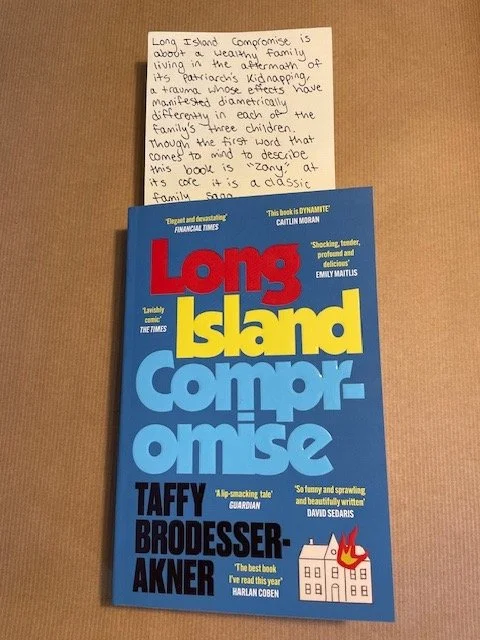 Long Island Compromise is
about a wealthy family
living in the aftermath of
its patriarch's kidnapping,
a trauma whose effects have
manifested diametrically
differently in each of the
family's three children.
Though the first word that
comes to mind to describe
this book is "zany," at
its core it is a classic
family saga
'Elegant and devastating'
FINANCIAL TIMES
'This book is DYNAMITE'
CAITLIN MORAN
'Shocking, tender,
profound and
delicious'
EMILY MAITLIS
'Lavishly
comic'
THE TIMES
Long
Island
Compr-
omise
TAFFY
BRODESSER-
AKNER
'A lip-smacking tale'
GUARDIAN
'So funny and sprawling
and beautifully written'
DAVID SEDARIS
'The best book
I've read this year'
HARLAN COBEN